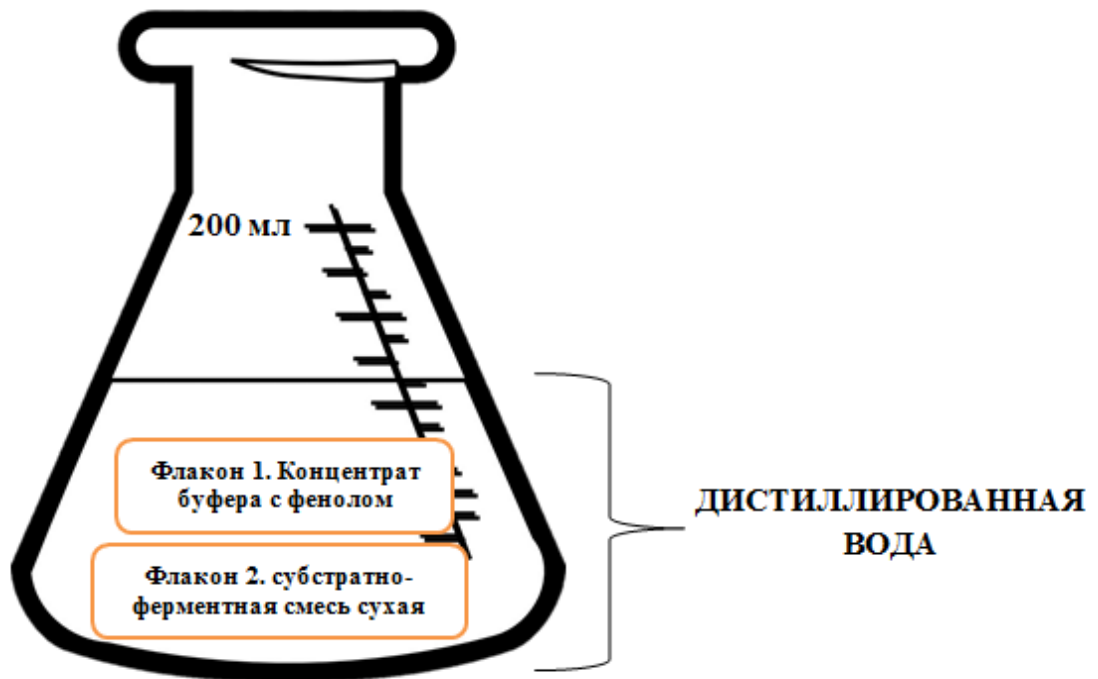 200 мл
Флакон 1. Концентрат
буфера с фенолом
Флакон 2. субстратно-
ферментная смесь сухая
ДИСТИЛЛИРОВАННАЯ
ВОДА